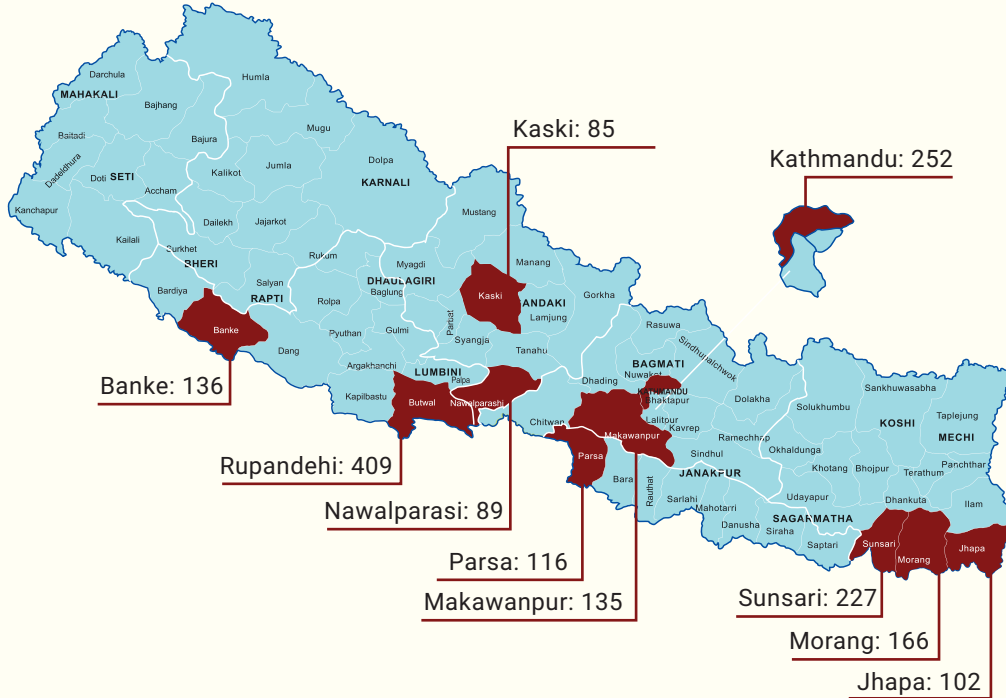 Darchula
Humla
MAHAKALI
Bajhang
Mugu
Kaski: 85
Baitadi
Bajura
Kathmandu: 252
Dolpa
Jumla
Kalikot
Dadeldhura
Doti
SETI
KARNALI
Accham
Kanchapur
Mustang
Dailekh
Jajarkot
Kailali
Surkhet
Rukum
BHERI
Myagdi
Manang
Salyan
DHAULAGIRI
Bardiya
Baglung
Kaski
Gorkha
RAPTI
Rolpa
ANDAKI
Lamjung
Parbat
Rasuwa
Banke
Pyuthan
Gulmi
Syangja
Sindhupalchwok
Dang
Tanahu
Argakhanchi
BAGMATI
LUMBINI
Nuwakot
Palpa
Dhading
Sankhuwasabha
Banke: 136
KATHMANDU
Kapilbastu
Butwal
Nawalparashi
Bhaktapur
Dolakha
Solukhumbu
Taplejung
Chitwan
Lalitpur
KOSHI
Kavrep
Makawanpur
Ramechhap
MECHI
Okhaldunga
Sindhul
Parsa
Panchthar
Rupandehi: 409
Khotang
Bhojpur
Terathum
JANAKPUR
Bara
Rauthat
Udayapur
Sarlahi
Dhankuta
Ilam
Nawalparasi: 89
Mahotarri
SAGARMATHA
Danusha
Siraha
Saptari
Sunsari
Jhapa
Morang
Parsa: 116
Makawanpur: 135
Sunsari: 227
Morang: 166
Jhapa: 102